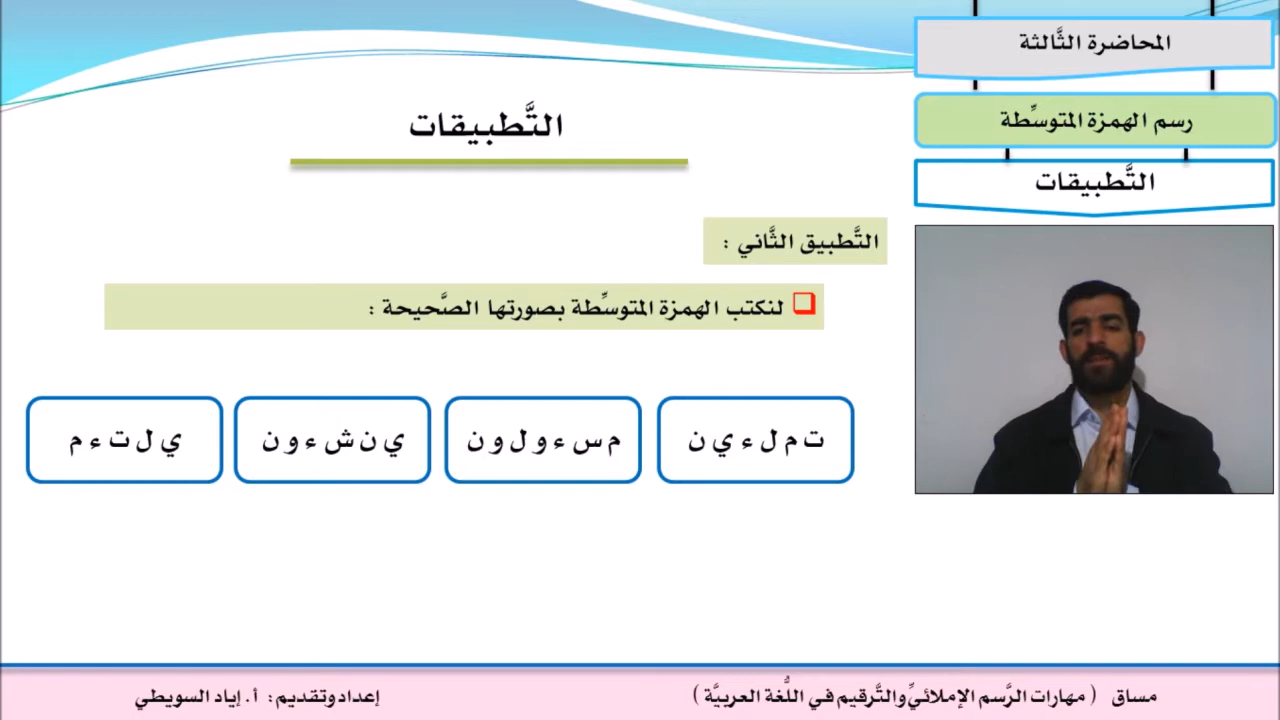 المحاضرة الثَّالثة
رسم الهمزة المتوسِّطة
التَّطبيقات
التَّطبيقات
التَّطبيق الثَّاني :
لنكتب الهمزة المتوسِّطة بصورتها الصَّحيحة :
ت م ل ء ي ن
م س ء و ل و ن
ي ن ش ء و ن
ي ل ت ء م
مساق ( مهارات الرَّسم الإملائيِّ والتَّرقيم في اللُّغة العربيَّة )
إعداد وتقديم : أ. إياد السويطي